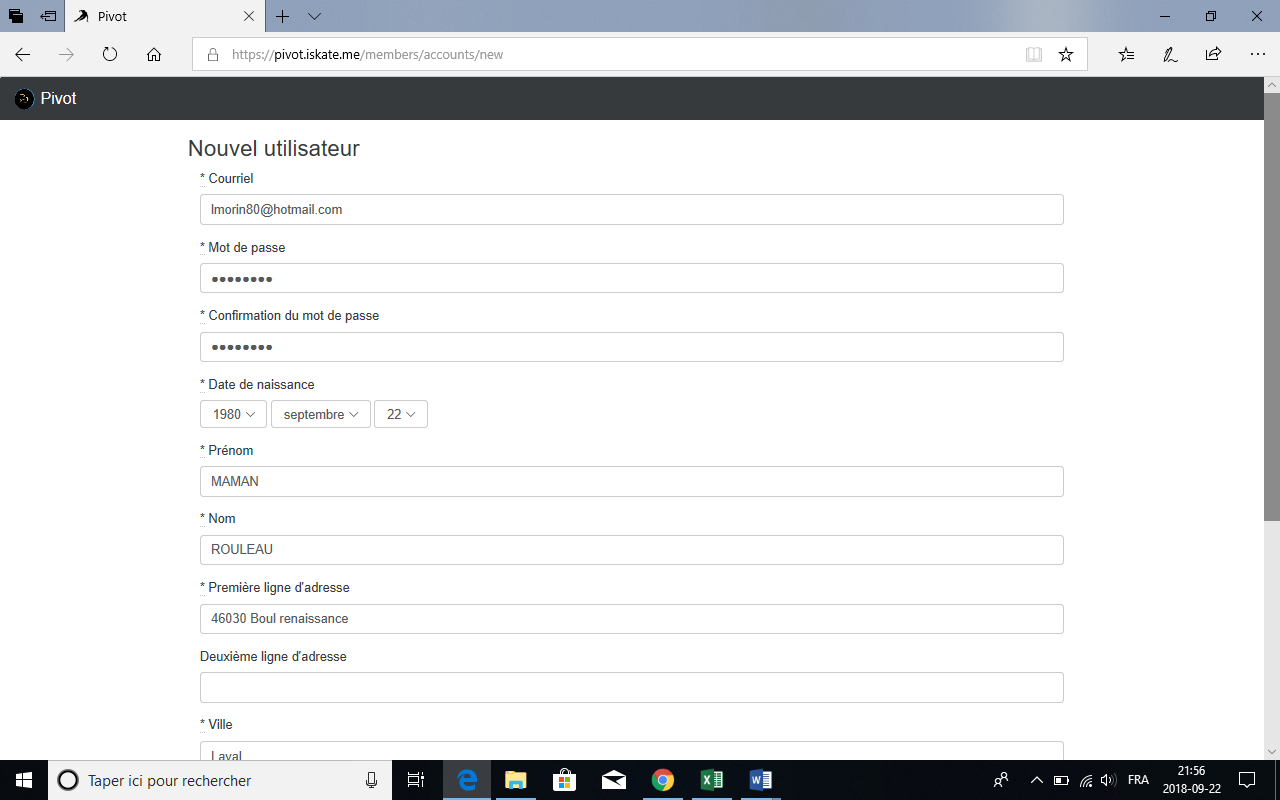 Pivot
https://pivot.iskate.me/members/accounts/new
Pivot
Nouvel utilisateur
* Courriel
lmorin80@hotmail.com
* Mot de passe
••••••••
* Confirmation du mot de passe
••••••••
* Date de naissance
1980 septembre 22
* Prénom
MAMAN
* Nom
ROULEAU
* Première ligne d'adresse
46030 Boul renaissance
Deuxième ligne d'adresse
* Ville
Laval
Taper ici pour rechercher
FRA
21:56
2018-09-22